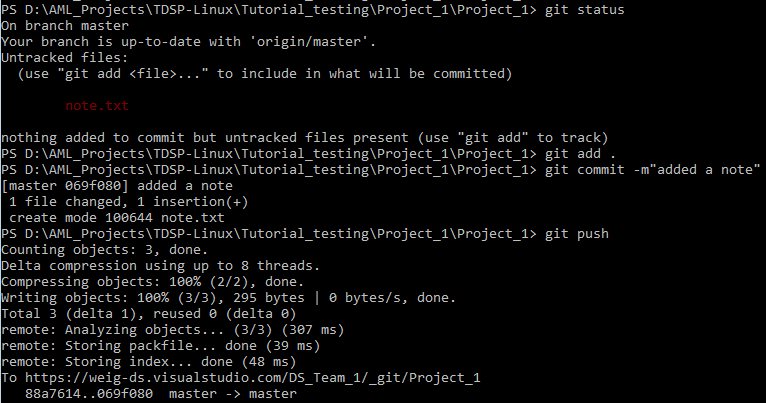 PS D:\AML_Projects\TDSP-Linux\Tutorial_testing\Project_1\Project_1> git status
On branch master
Your branch is up-to-date with 'origin/master'.
Untracked files:
  (use "git add <file>..." to include in what will be committed)
        note.txt
nothing added to commit but untracked files present (use "git add" to track)
PS D:\AML_Projects\TDSP-Linux\Tutorial_testing\Project_1\Project_1> git add .
PS D:\AML_Projects\TDSP-Linux\Tutorial_testing\Project_1\Project_1> git commit -m"added a note"
[master 069f080] added a note
 1 file changed, 1 insertion(+)
 create mode 100644 note.txt
PS D:\AML_Projects\TDSP-Linux\Tutorial_testing\Project_1\Project_1> git push
Counting objects: 3, done.
Delta compression using up to 8 threads.
Compressing objects: 100% (2/2), done.
Writing objects: 100% (3/3), 295 bytes | 0 bytes/s, done.
Total 3 (delta 1), reused 0 (delta 0)
remote: Analyzing objects... (3/3) (307 ms)
remote: Storing packfile... done (39 ms)
remote: Storing index... done (48 ms)
To https://weig-ds.visualstudio.com/DS_Team_1/_git/Project_1
   88a7614..069f080  master -> master